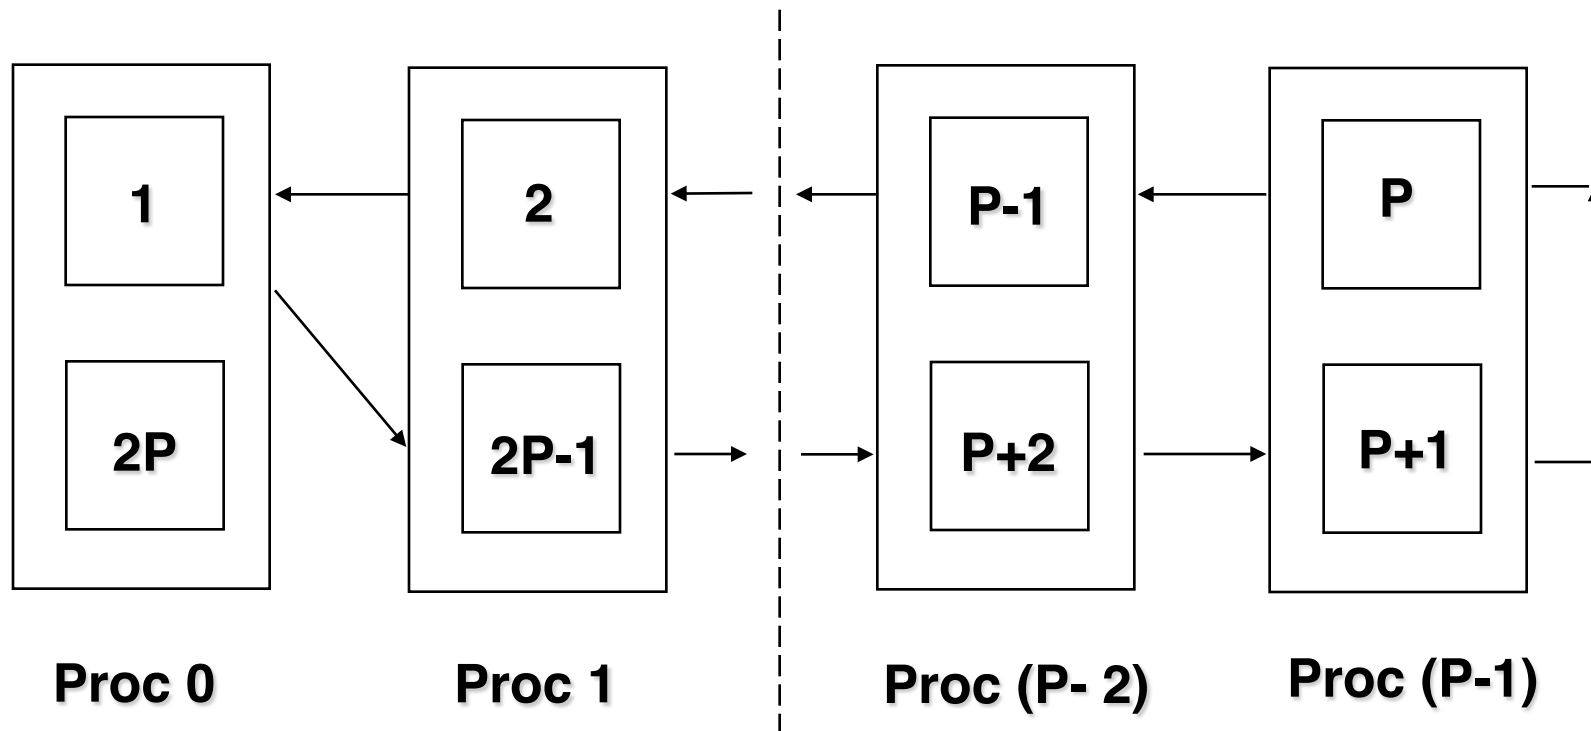 1 2 P-1 P
2P 2P-1 P+2 P+1
Proc 0 Proc 1 Proc (P- 2) Proc (P-1)